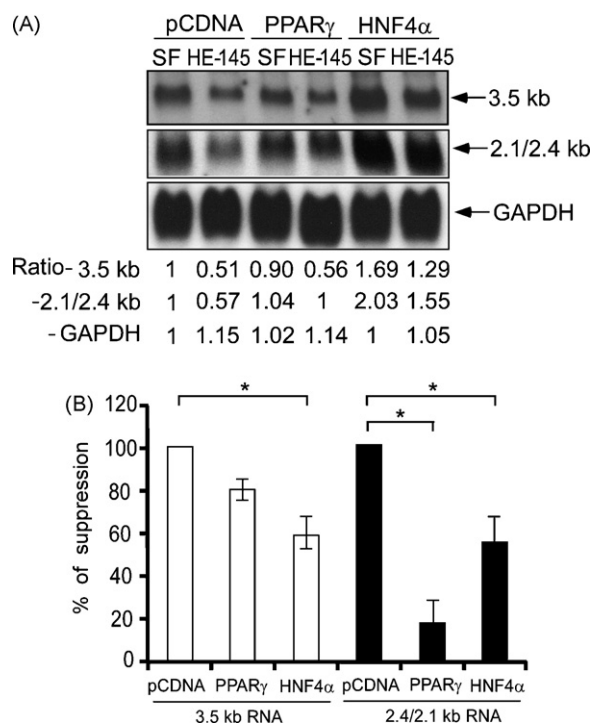 (A)
pCDNA PPARγ HNF4α
SF HE-145 SF HE-145 SF HE-145
3.5 kb
2.1/2.4 kb
GAPDH
Ratio- 3.5 kb 1 0.51 0.90 0.56 1.69 1.29
-2.1/2.4 kb 1 0.57 1.04 1 2.03 1.55
- GAPDH 1 1.15 1.02 1.14 1 1.05
(B)
% of suppression
120
100
80
60
40
20
0
* * *
pCDNA PPARγ HNF4α pCDNA PPARγ HNF4α
3.5 kb RNA 2.4/2.1 kb RNA